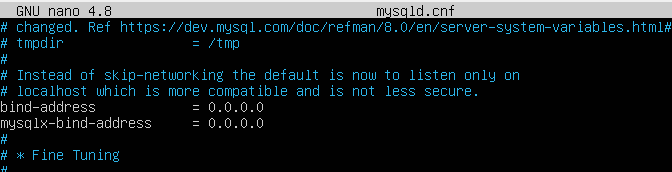 GNU nano 4.8 mysqld.cnf
# changed. Ref https://dev.mysql.com/doc/refman/8.0/en/server-system-variables.html#
# tmpdir = /tmp
#
# Instead of skip-networking the default is now to listen only on
# localhost which is more compatible and is not less secure.
bind-address = 0.0.0.0
mysqlx-bind-address = 0.0.0.0
#
# * Fine Tuning
#